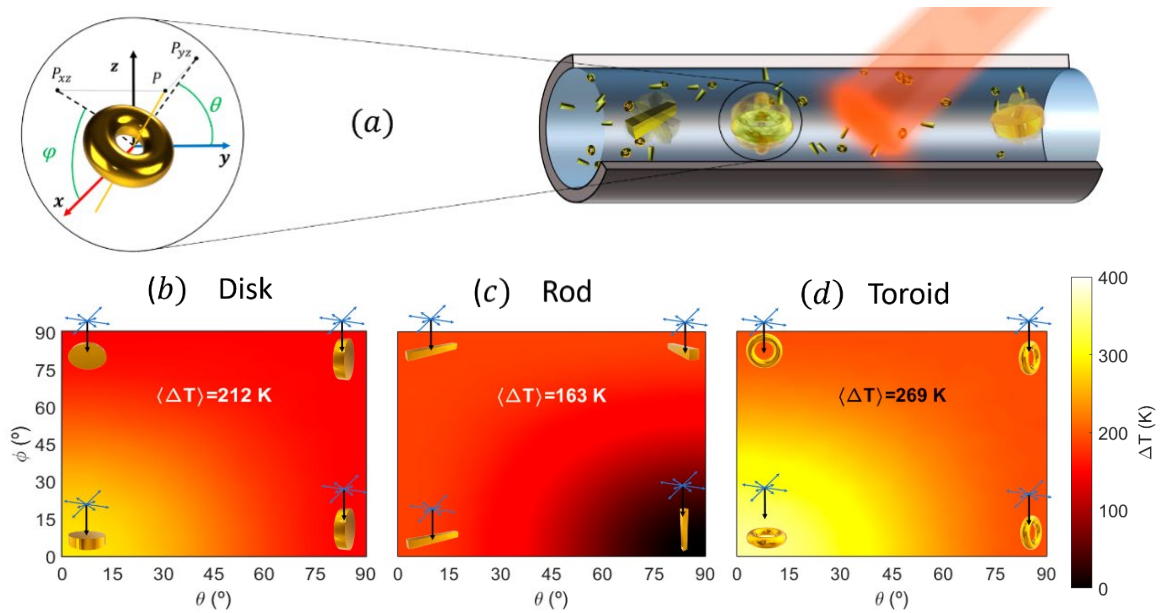 P_yz
P_xz
z
P
θ
(a)
φ
y
x
(b) Disk
(c) Rod
(d) Toroid
400
90
75
⟨ΔT⟩=212 K
⟨ΔT⟩=163 K
⟨ΔT⟩=269 K
300
60
ϕ (º)
45
200
ΔT (K)
30
100
15
0
0
0 15 30 45 60 75 90
0 15 30 45 60 75 90
0 15 30 45 60 75 90
θ (º)
θ (º)
θ (º)